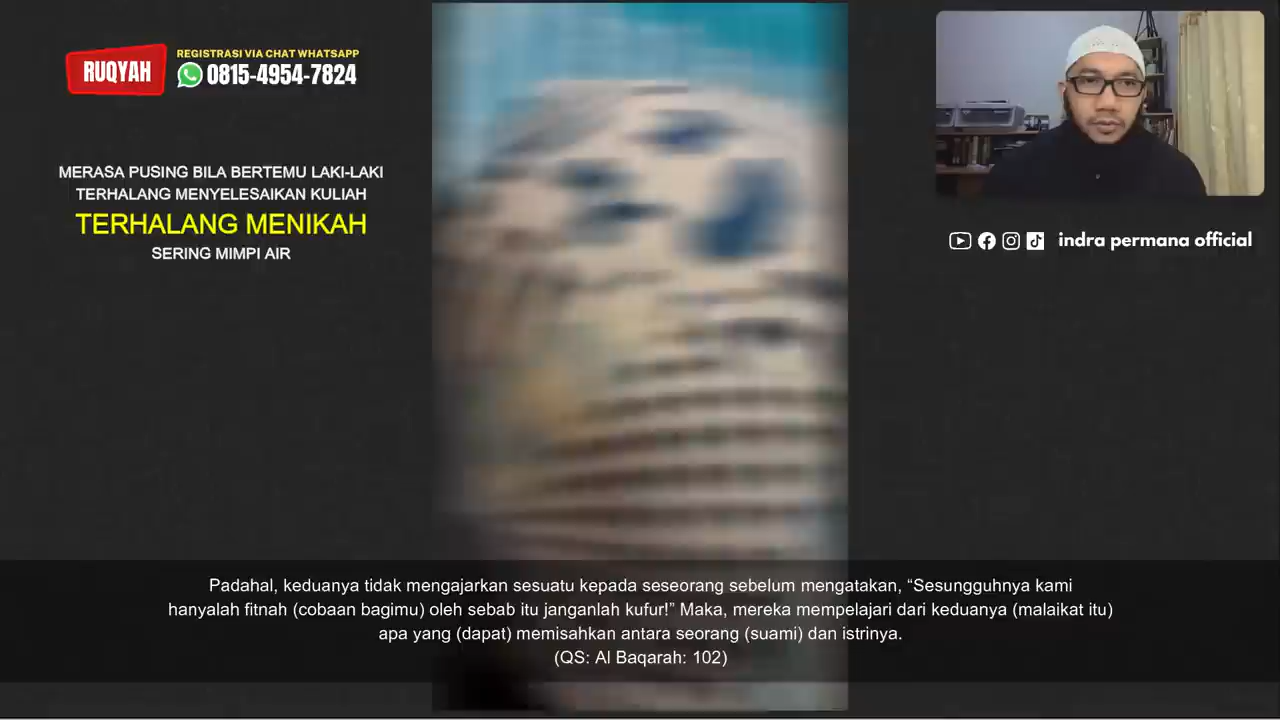 RUQYAH
REGISTRASI VIA CHAT WHATSAPP
0815-4954-7824
MERASA PUSING BILA BERTEMU LAKI-LAKI
TERHALANG MENYELESAIKAN KULIAH
TERHALANG MENIKAH
SERING MIMPI AIR
indra permana official
Padahal, keduanya tidak mengajarkan sesuatu kepada seseorang sebelum mengatakan, “Sesungguhnya kami
hanyalah fitnah (cobaan bagimu) oleh sebab itu janganlah kufur!” Maka, mereka mempelajari dari keduanya (malaikat itu)
apa yang (dapat) memisahkan antara seorang (suami) dan istrinya.
(QS: Al Baqarah: 102)